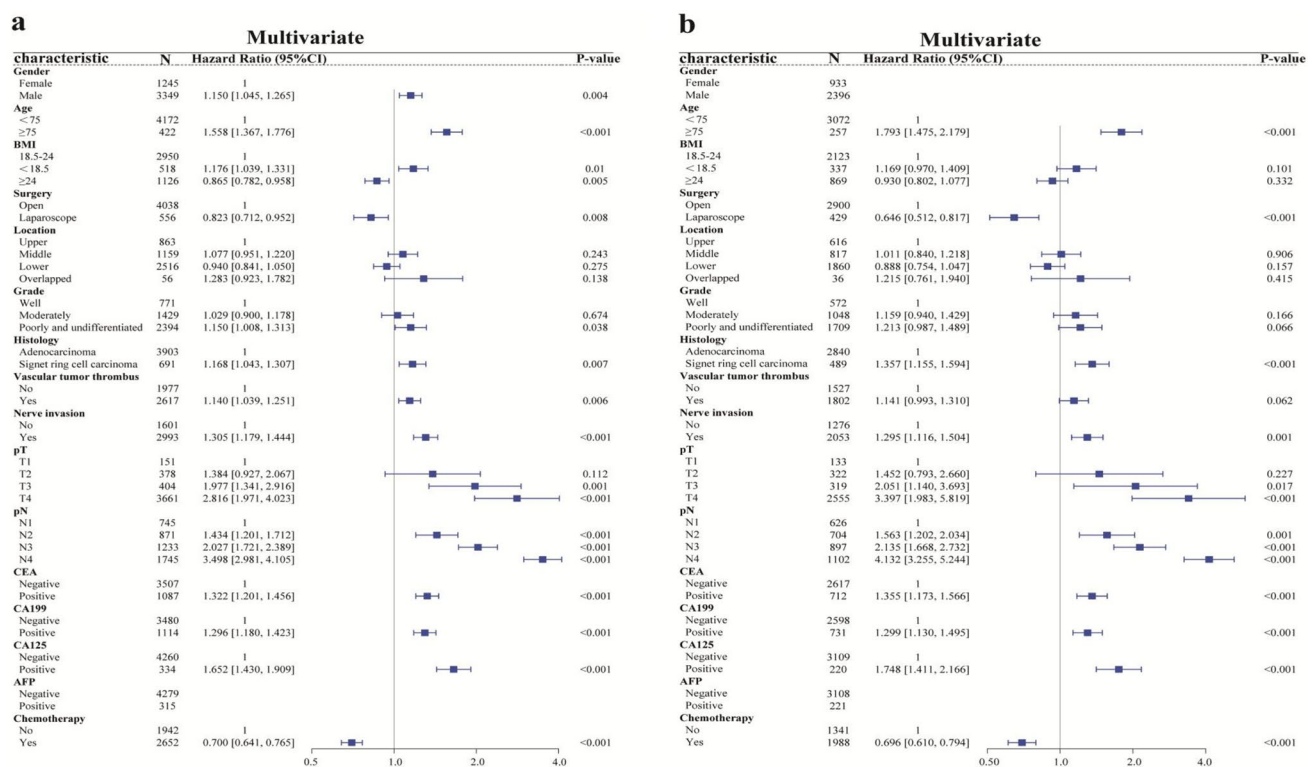 a
Multivariate
characteristic N Hazard Ratio (95%CI) P-value
Gender
Female 1245 1
Male 3349 1.150 [1.045, 1.265] 0.004
Age
<75 4172 1
≥75 422 1.558 [1.367, 1.776] <0.001
BMI
18.5-24 2950 1
<18.5 518 1.176 [1.039, 1.331] 0.01
≥24 1126 0.865 [0.782, 0.958] 0.005
Surgery
Open 4038 1
Laparoscope 556 0.823 [0.712, 0.952] 0.008
Location
Upper 863 1
Middle 1159 1.077 [0.951, 1.220] 0.243
Lower 2516 0.940 [0.841, 1.050] 0.275
Overlapped 56 1.283 [0.923, 1.782] 0.138
Grade
Well 771 1
Moderately 1429 1.029 [0.900, 1.178] 0.674
Poorly and undifferentiated 2394 1.150 [1.008, 1.313] 0.038
Histology
Adenocarcinoma 3903 1
Signet ring cell carcinoma 691 1.168 [1.043, 1.307] 0.007
Vascular tumor thrombus
No 1977 1
Yes 2617 1.140 [1.039, 1.251] 0.006
Nerve invasion
No 1601 1
Yes 2993 1.305 [1.179, 1.444] <0.001
pT
T1 151 1
T2 378 1.384 [0.927, 2.067] 0.112
T3 404 1.977 [1.341, 2.916] 0.001
T4 3661 2.816 [1.971, 4.023] <0.001
pN
N1 745 1
N2 871 1.434 [1.201, 1.712] <0.001
N3 1233 2.027 [1.721, 2.389] <0.001
N4 1745 3.498 [2.981, 4.105] <0.001
CEA
Negative 3507 1
Positive 1087 1.322 [1.201, 1.456] <0.001
CA199
Negative 3480 1
Positive 1114 1.296 [1.180, 1.423] <0.001
CA125
Negative 4260 1
Positive 334 1.652 [1.430, 1.909] <0.001
AFP
Negative 4279
Positive 315
Chemotherapy
No 1942 1
Yes 2652 0.700 [0.641, 0.765] <0.001
0.5 1.0 2.0 4.0
b
Multivariate
characteristic N Hazard Ratio (95%CI) P-value
Gender
Female 933
Male 2396
Age
<75 3072 1
≥75 257 1.793 [1.475, 2.179] <0.001
BMI
18.5-24 2123 1
<18.5 337 1.169 [0.970, 1.409] 0.101
≥24 869 0.930 [0.802, 1.077] 0.332
Surgery
Open 2900 1
Laparoscope 429 0.646 [0.512, 0.817] <0.001
Location
Upper 616 1
Middle 817 1.011 [0.840, 1.218] 0.906
Lower 1860 0.888 [0.754, 1.047] 0.157
Overlapped 36 1.215 [0.761, 1.940] 0.415
Grade
Well 572 1
Moderately 1048 1.159 [0.940, 1.429] 0.166
Poorly and undifferentiated 1709 1.213 [0.987, 1.489] 0.066
Histology
Adenocarcinoma 2840 1
Signet ring cell carcinoma 489 1.357 [1.155, 1.594] <0.001
Vascular tumor thrombus
No 1527 1
Yes 1802 1.141 [0.993, 1.310] 0.062
Nerve invasion
No 1276 1
Yes 2053 1.295 [1.116, 1.504] 0.001
pT
T1 133 1
T2 322 1.452 [0.793, 2.660] 0.227
T3 319 2.051 [1.140, 3.693] 0.017
T4 2555 3.397 [1.983, 5.819] <0.001
pN
N1 626 1
N2 704 1.563 [1.202, 2.034] 0.001
N3 897 2.135 [1.668, 2.732] <0.001
N4 1102 4.132 [3.255, 5.244] <0.001
CEA
Negative 2617 1
Positive 712 1.355 [1.173, 1.566] <0.001
CA199
Negative 2598 1
Positive 731 1.299 [1.130, 1.495] <0.001
CA125
Negative 3109 1
Positive 220 1.748 [1.411, 2.166] <0.001
AFP
Negative 3108
Positive 221
Chemotherapy
No 1341 1
Yes 1988 0.696 [0.610, 0.794] <0.001
0.50 1.0 2.0 4.0